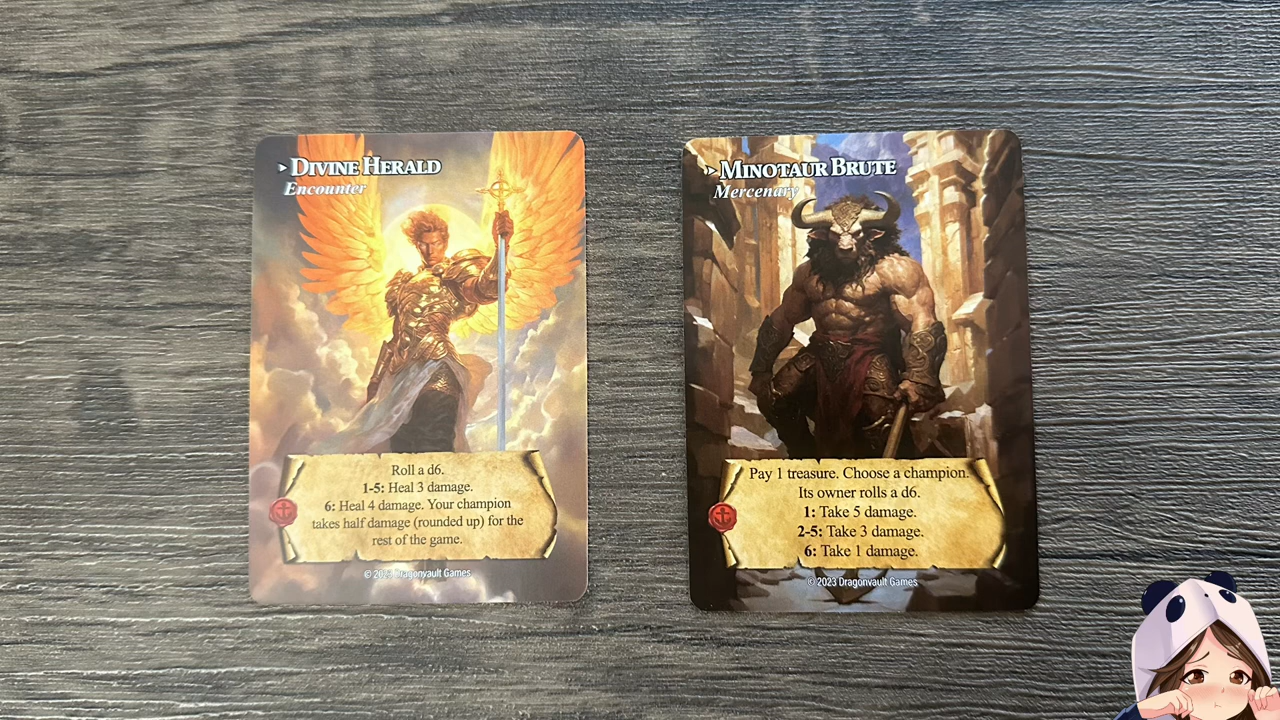 DIVINE HERALD
Encounter
Roll a d6.
1-5: Heal 3 damage.
6: Heal 4 damage. Your champion
takes half damage (rounded up) for the
rest of the game.
© 2023 Dragonvault Games
MINOTAUR BRUTE
Mercenary
Pay 1 treasure. Choose a champion.
Its owner rolls a d6.
1: Take 5 damage.
2-5: Take 3 damage.
6: Take 1 damage.
© 2023 Dragonvault Games